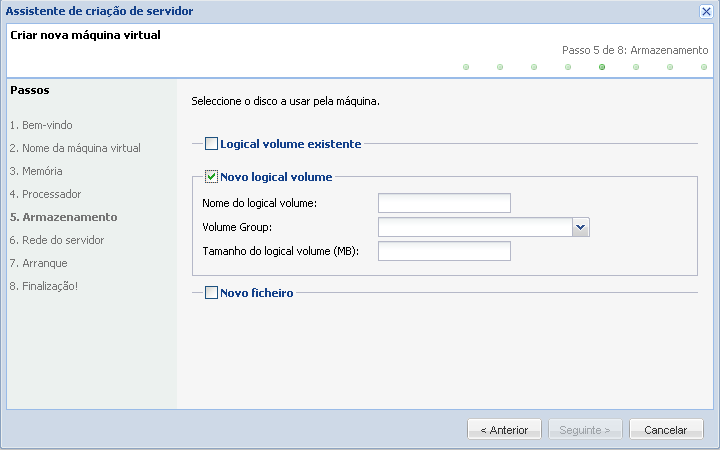 Assistente de criação de servidor
Criar nova máquina virtual
Passo 5 de 8: Armazenamento
Passos
1. Bem-vindo
2. Nome da máquina virtual
3. Memória
4. Processador
5. Armazenamento
6. Rede do servidor
7. Arranque
8. Finalização!
Seleccione o disco a usar pela máquina.
Logical volume existente
Novo logical volume
Nome do logical volume:
Volume Group:
Tamanho do logical volume (MB):
Novo ficheiro
< Anterior
Seguinte >
Cancelar